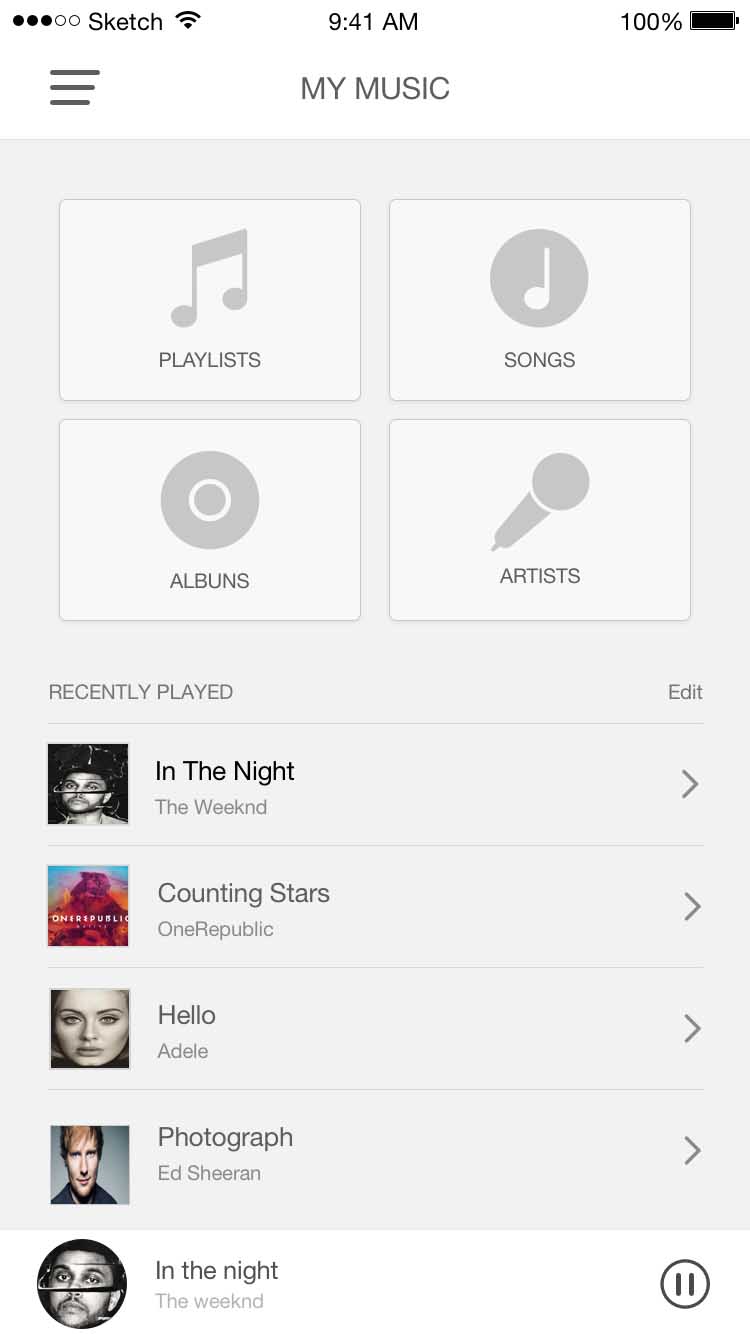 Sketch 9:41 AM 100%
MY MUSIC
PLAYLISTS SONGS
ALBUNS ARTISTS
RECENTLY PLAYED Edit
In The Night
The Weeknd
ONEREPUBLIC
NATIVE
Counting Stars
OneRepublic
Hello
Adele
Photograph
Ed Sheeran
In the night
The weeknd